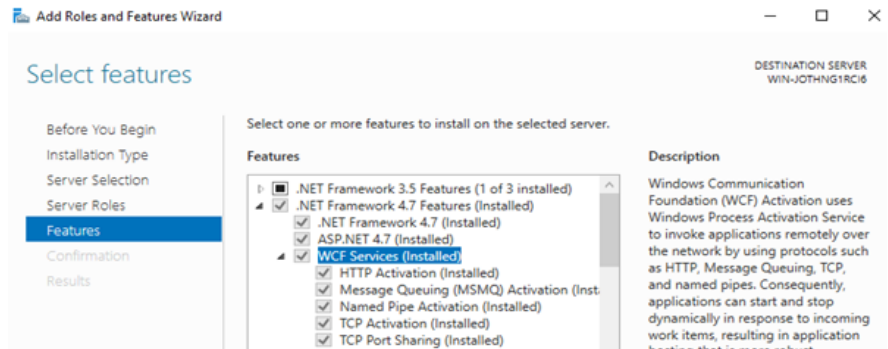 Add Roles and Features Wizard
Select features
DESTINATION SERVER
WIN-JOTHNG1RCI6
Before You Begin
Installation Type
Server Selection
Server Roles
Features
Confirmation
Results
Select one or more features to install on the selected server.
Features
.NET Framework 3.5 Features (1 of 3 installed)
.NET Framework 4.7 Features (Installed)
.NET Framework 4.7 (Installed)
ASP.NET 4.7 (Installed)
WCF Services (Installed)
HTTP Activation (Installed)
Message Queuing (MSMQ) Activation (Inst
Named Pipe Activation (Installed)
TCP Activation (Installed)
TCP Port Sharing (Installed)
Description
Windows Communication
Foundation (WCF) Activation uses
Windows Process Activation Service
to invoke applications remotely over
the network by using protocols such
as HTTP, Message Queuing, TCP,
and named pipes. Consequently,
applications can start and stop
dynamically in response to incoming
work items, resulting in application
hosting that is more robust